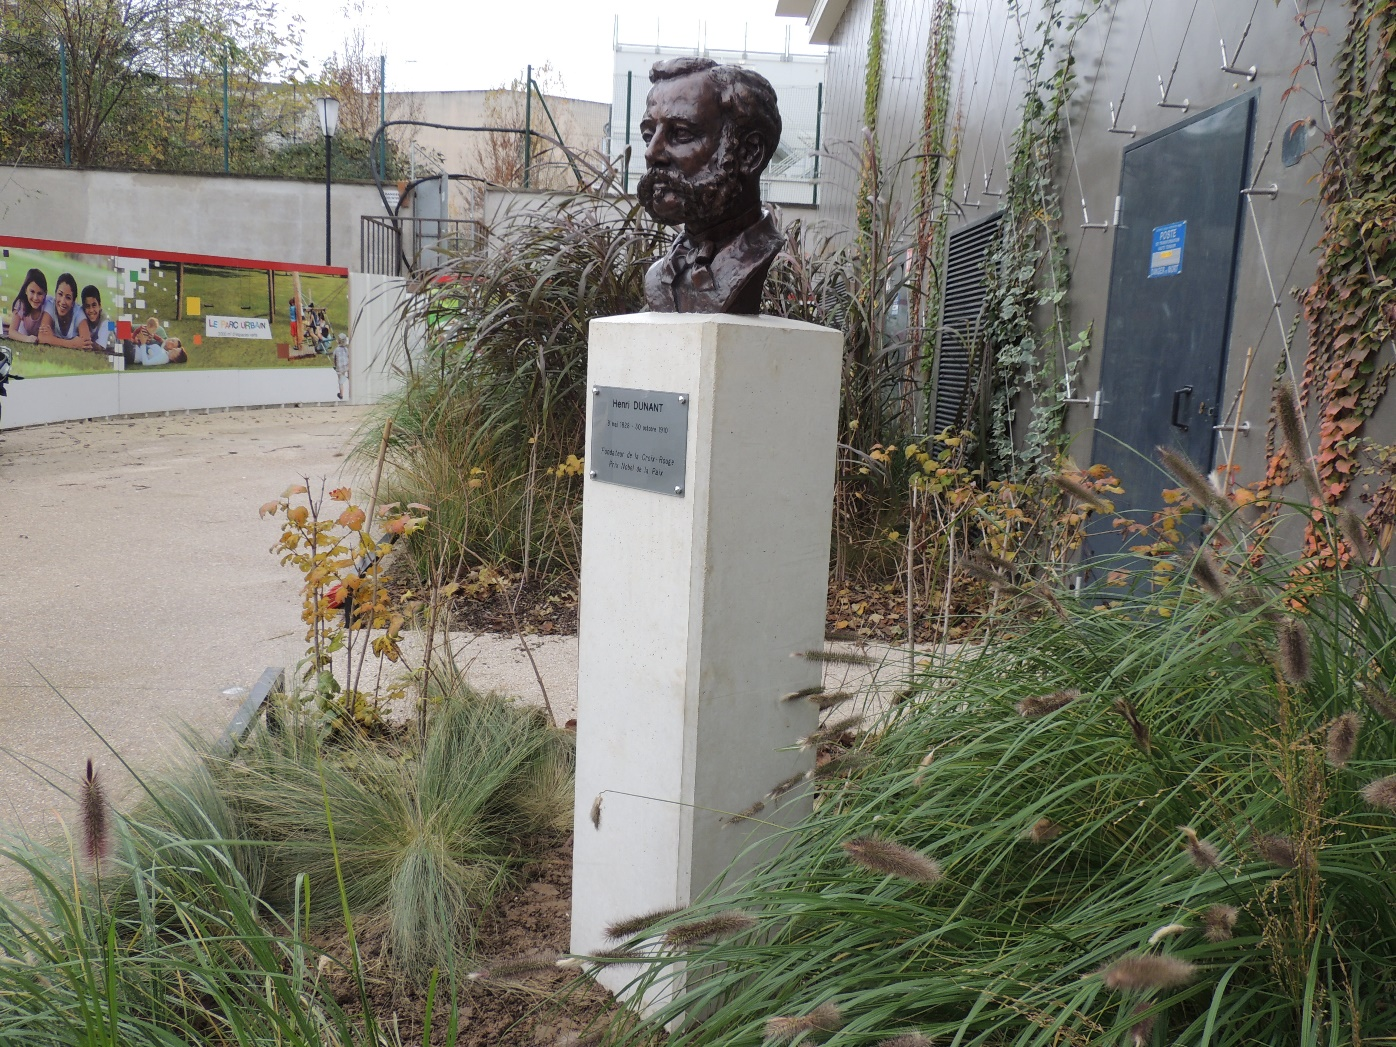 Henri DUNANT
8 mai 1828 - 30 octobre 1910
Fondateur de la Croix-Rouge
Prix Nobel de la Paix
LE PARC URBAIN
POSTE